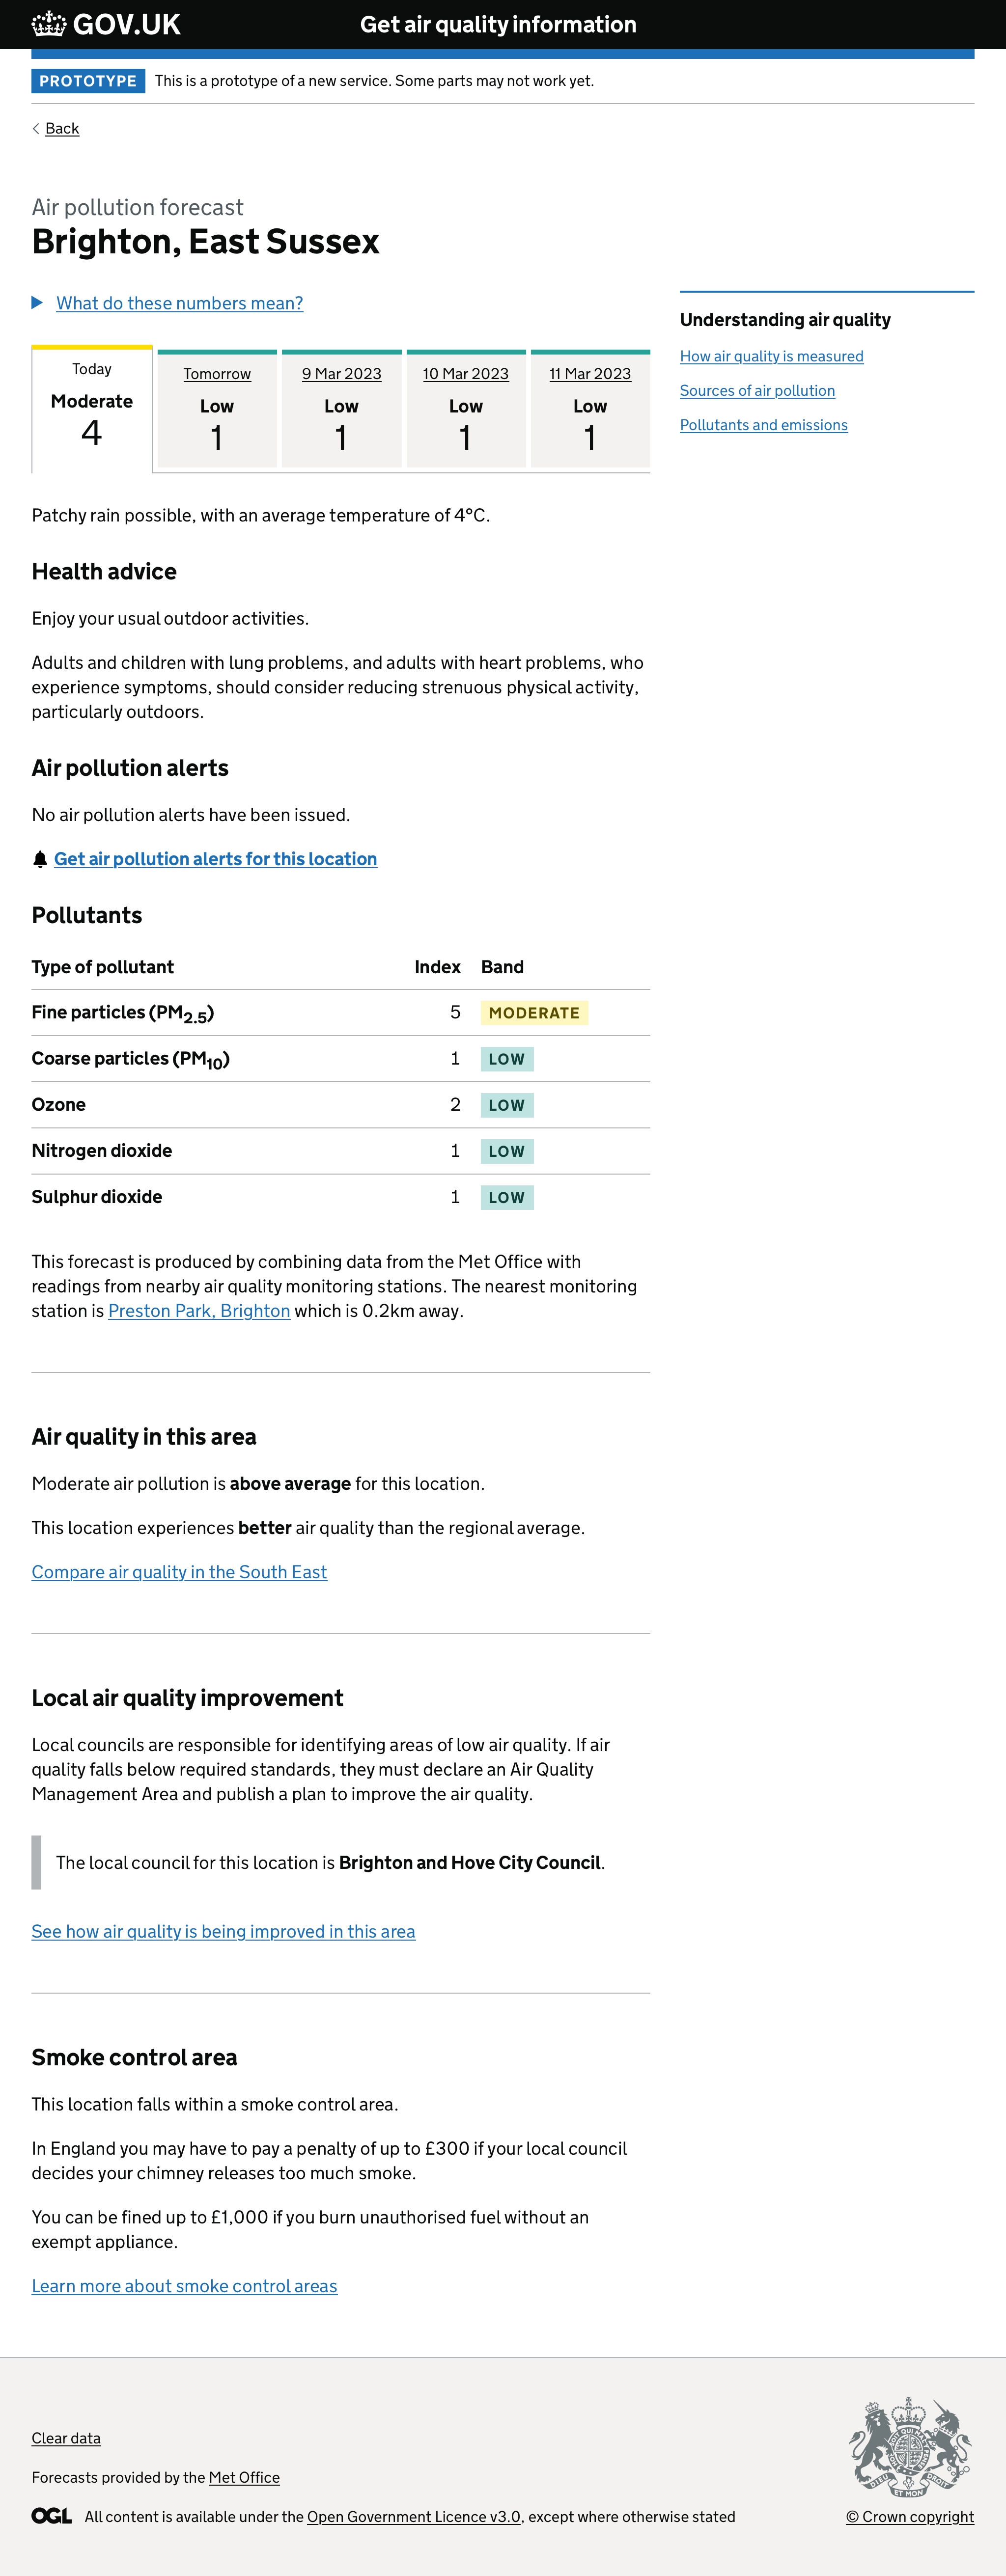 GOV.UK
Get air quality information
PROTOTYPE This is a prototype of a new service. Some parts may not work yet.
Back
Air pollution forecast
Brighton, East Sussex
What do these numbers mean?
Understanding air quality
How air quality is measured
Sources of air pollution
Pollutants and emissions
Today
Moderate
4
Tomorrow
Low
1
9 Mar 2023
Low
1
10 Mar 2023
Low
1
11 Mar 2023
Low
1
Patchy rain possible, with an average temperature of 4°C.
Health advice
Enjoy your usual outdoor activities.
Adults and children with lung problems, and adults with heart problems, who
experience symptoms, should consider reducing strenuous physical activity,
particularly outdoors.
Air pollution alerts
No air pollution alerts have been issued.
Get air pollution alerts for this location
Pollutants
Type of pollutant Index Band
Fine particles (PM2.5) 5 MODERATE
Coarse particles (PM10) 1 LOW
Ozone 2 LOW
Nitrogen dioxide 1 LOW
Sulphur dioxide 1 LOW
This forecast is produced by combining data from the Met Office with
readings from nearby air quality monitoring stations. The nearest monitoring
station is Preston Park, Brighton which is 0.2km away.
Air quality in this area
Moderate air pollution is above average for this location.
This location experiences better air quality than the regional average.
Compare air quality in the South East
Local air quality improvement
Local councils are responsible for identifying areas of low air quality. If air
quality falls below required standards, they must declare an Air Quality
Management Area and publish a plan to improve the air quality.
The local council for this location is Brighton and Hove City Council.
See how air quality is being improved in this area
Smoke control area
This location falls within a smoke control area.
In England you may have to pay a penalty of up to £300 if your local council
decides your chimney releases too much smoke.
You can be fined up to £1,000 if you burn unauthorised fuel without an
exempt appliance.
Learn more about smoke control areas
Clear data
Forecasts provided by the Met Office
OGL All content is available under the Open Government Licence v3.0, except where otherwise stated
DIEU ET MON DROIT
© Crown copyright